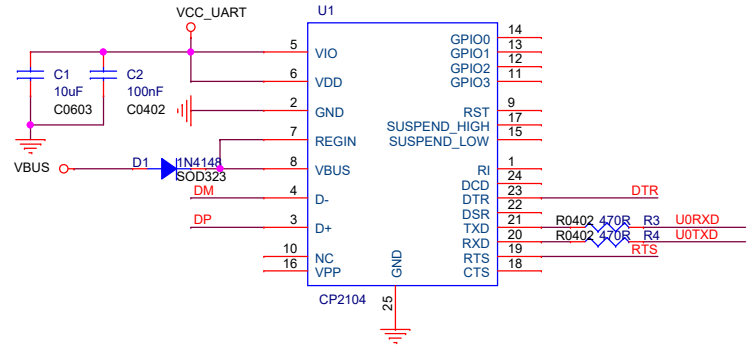 VCC_UART
U1
C1
10uF
C0603
C2
100nF
C0402
5 VIO
6 VDD
2 GND
7 REGIN
8 VBUS
4 D-
3 D+
10 NC
16 VPP
GPIO0 14
GPIO1 13
GPIO2 12
GPIO3 11
RST 9
SUSPEND_HIGH 17
SUSPEND_LOW 15
RI 1
DCD 24
DTR 23 DTR
DSR 22
TXD 21 R0402 470R R3 U0RXD
RXD 20 R0402 470R R4 U0TXD
RTS 19 RTS
CTS 18
VBUS
D1 1N4148
SOD323
DM
DP
GND
25
CP2104